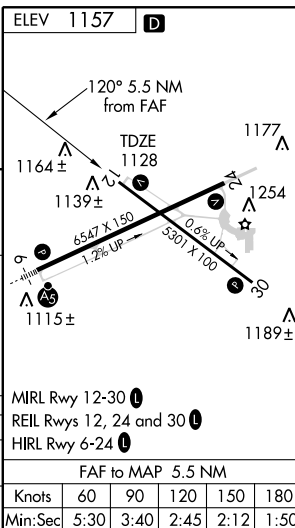 ELEV 1157 D
120° 5.5 NM
from FAF
TDZE
1128
1177
1164 ±
1139 ±
12
V
24
V
1254
6547 X 150
1.2% UP
0.6% UP
5301 X 100
P
6
A5
1115 ±
P
30
1189 ±
MIRL Rwy 12-30 L
REIL Rwys 12, 24 and 30 L
HIRL Rwy 6-24 L
FAF to MAP 5.5 NM
Knots 60 90 120 150 180
Min:Sec 5:30 3:40 2:45 2:12 1:50